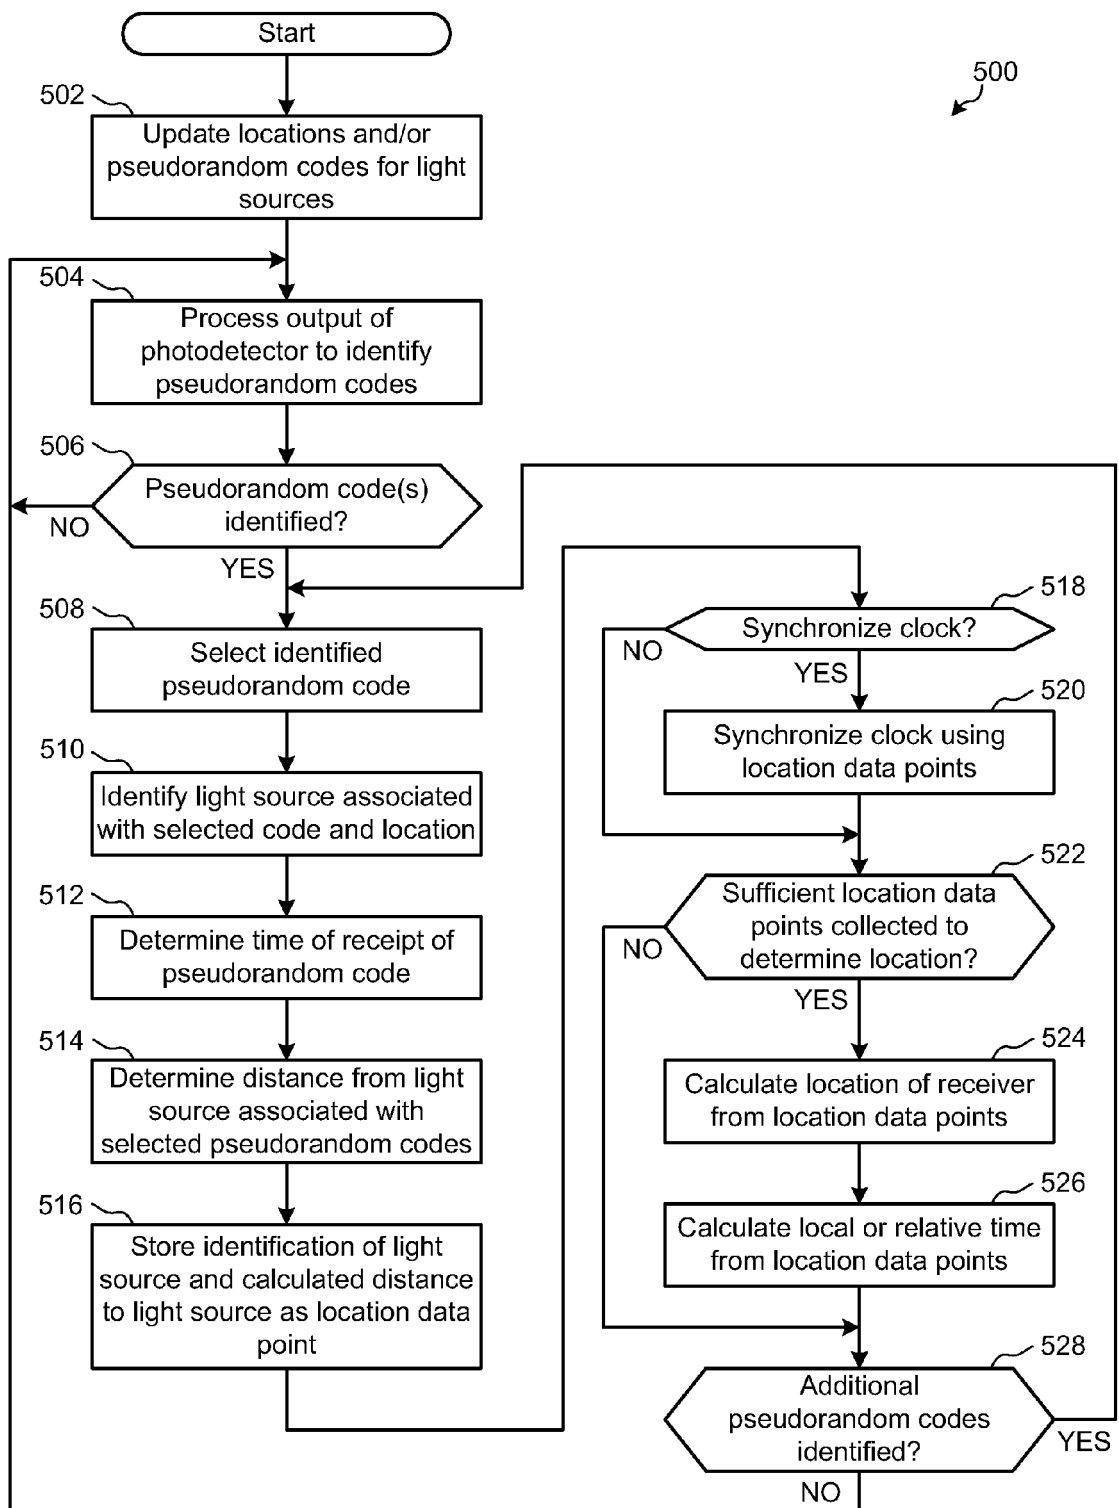 Start
500
502
Update locations and/or
pseudorandom codes for light
sources
504
Process output of
photodetector to identify
pseudorandom codes
506
Pseudorandom code(s)
identified?
NO
YES
508
Select identified
pseudorandom code
510
Identify light source associated
with selected code and location
512
Determine time of receipt of
pseudorandom code
514
Determine distance from light
source associated with
selected pseudorandom codes
516
Store identification of light
source and calculated distance
to light source as location data
point
518
Synchronize clock?
NO
YES
520
Synchronize clock using
location data points
522
Sufficient location data
points collected to
determine location?
NO
YES
524
Calculate location of receiver
from location data points
526
Calculate local or relative time
from location data points
528
Additional
pseudorandom codes
identified?
YES
NO